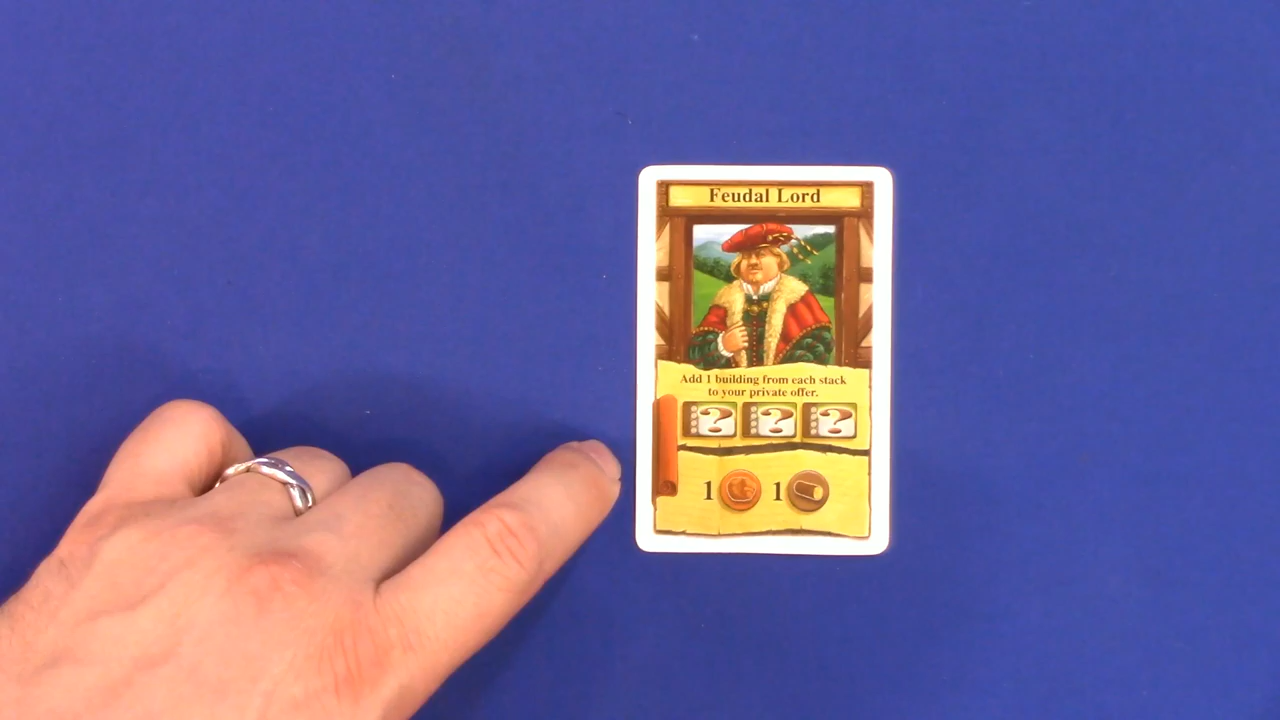 Feudal Lord
Add 1 building from each stack
to your private offer.
? ? ?
1 1